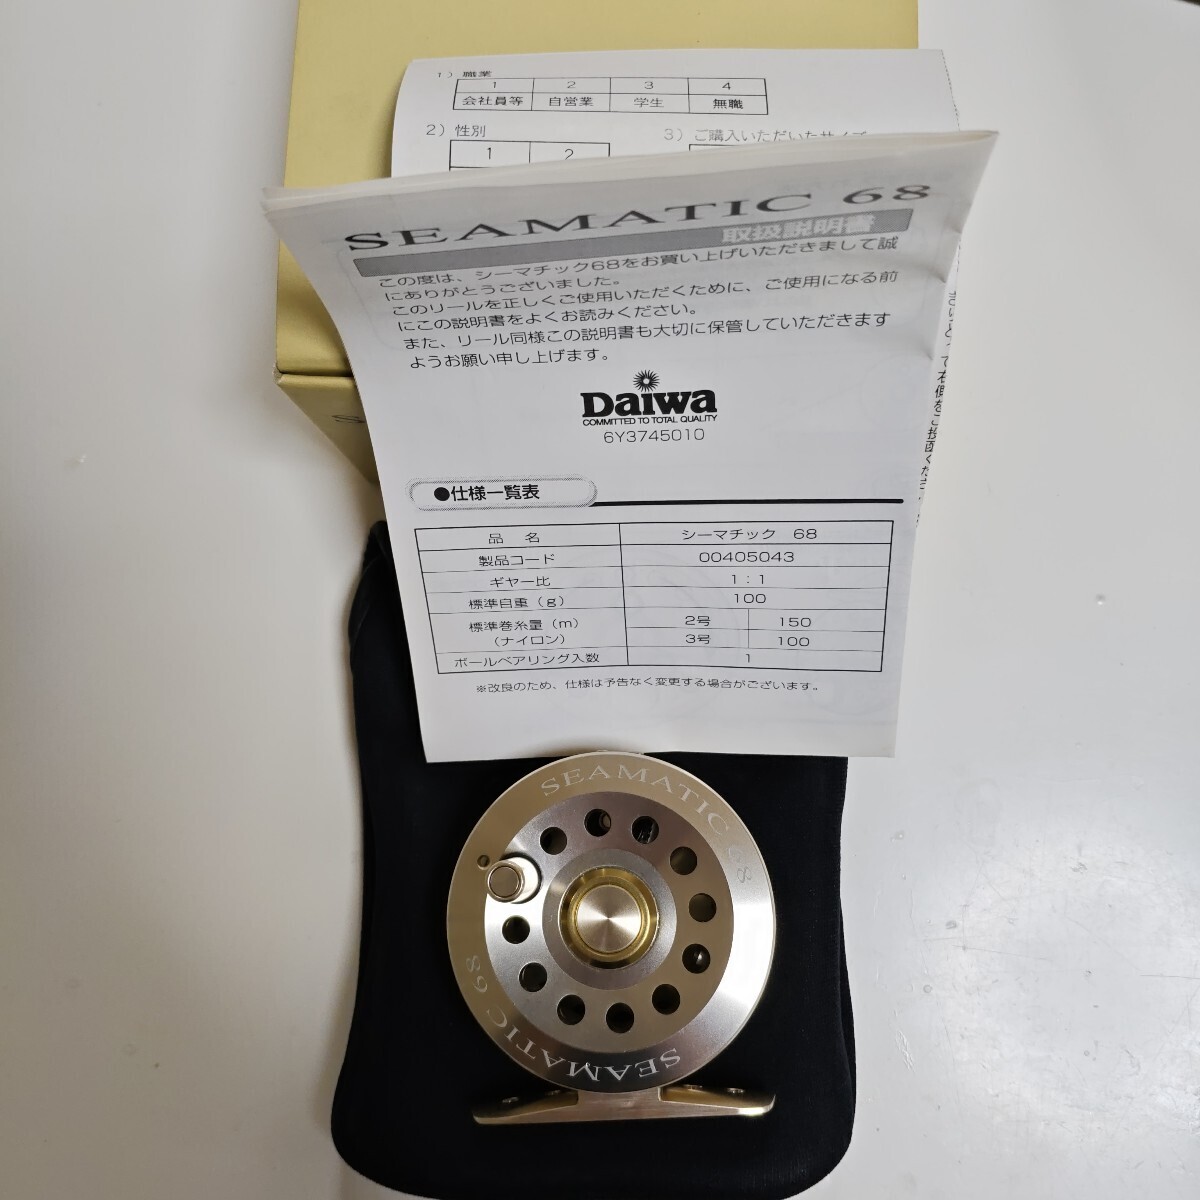 1）職業
1 2 3 4
会社員等 自営業 学生 無職
2）性別
3）ご購入いただいたサイズ
1 2
SEAMATIC 68
取扱説明書
この度は、シーマチック68をお買い上げいただきまして誠
にありがとうございました。
このリールを正しくご使用いただくために、ご使用になる前
にこの説明書をよくお読みください。
また、リール同様この説明書も大切に保管していただきます
ようお願い申し上げます。
Daiwa
COMMITTED TO TOTAL QUALITY
6Y3745010
●仕様一覧表
品 名 シーマチック 68
製品コード 00405043
ギヤー比 1：1
標準自重（g） 100
標準巻糸量（m） 2号 150
（ナイロン） 3号 100
ボールベアリング入数 1
※改良のため、仕様は予告なく変更する場合がございます。
SEAMATIC 68
SEAMATIC 68